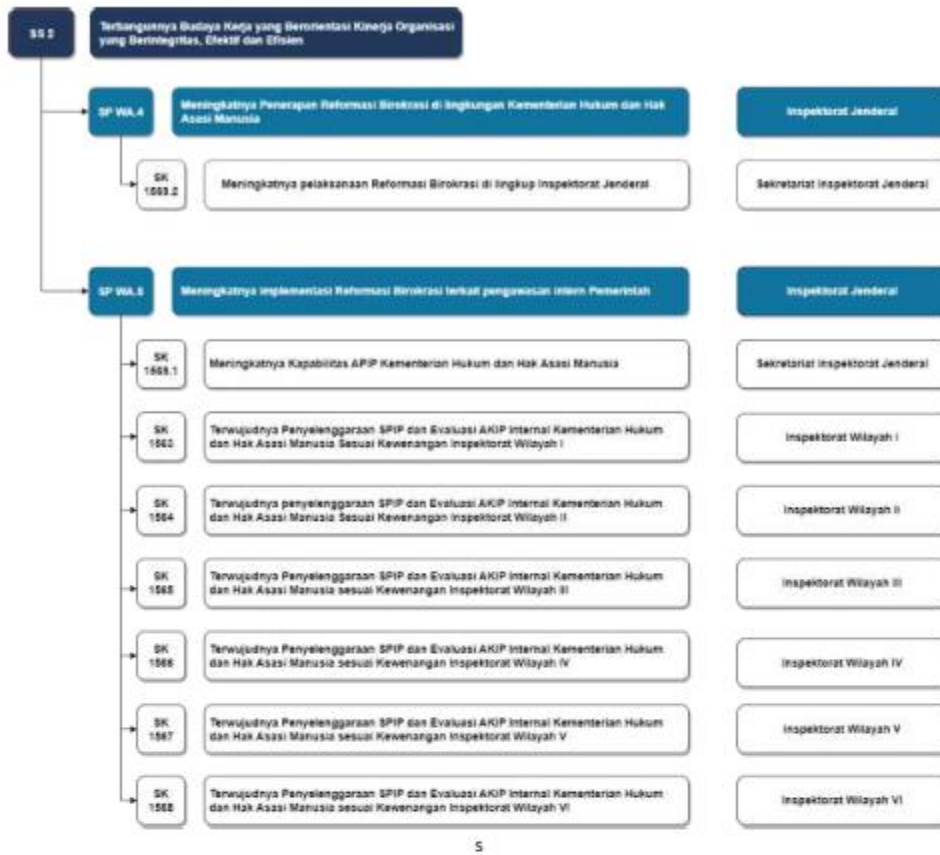 SS 5
Terbangunnya Budaya Kerja yang Berorientasi Kinerja Organisasi
yang Berintegritas, Efektif dan Efisien
SP WA.4
Meningkatnya Penerapan Reformasi Birokrasi di lingkungan Kementerian Hukum dan Hak
Asasi Manusia
Inspektorat Jenderal
SK
1569.2
Meningkatnya pelaksanaan Reformasi Birokrasi di lingkup Inspektorat Jenderal
Sekretariat Inspektorat Jenderal
SP WA.5
Meningkatnya implementasi Reformasi Birokrasi terkait pengawasan intern Pemerintah
Inspektorat Jenderal
SK
1569.1
Meningkatnya Kapabilitas APIP Kementerian Hukum dan Hak Asasi Manusia
Sekretariat Inspektorat Jenderal
SK
1563
Terwujudnya Penyelenggaraan SPIP dan Evaluasi AKIP Internal Kementerian Hukum
dan Hak Asasi Manusia Sesuai Kewenangan Inspektorat Wilayah I
Inspektorat Wilayah I
SK
1564
Terwujudnya penyelenggaraan SPIP dan Evaluasi AKIP Internal Kementerian Hukum
dan Hak Asasi Manusia Sesuai Kewenangan Inspektorat Wilayah II
Inspektorat Wilayah II
SK
1565
Terwujudnya Penyelenggaraan SPIP dan Evaluasi AKIP Internal Kementerian Hukum
dan Hak Asasi Manusia sesuai Kewenangan Inspektorat Wilayah III
Inspektorat Wilayah III
SK
1566
Terwujudnya Penyelenggaraan SPIP dan Evaluasi AKIP Internal Kementerian Hukum
dan Hak Asasi Manusia sesuai Kewenangan Inspektorat Wilayah IV
Inspektorat Wilayah IV
SK
1567
Terwujudnya Penyelenggaraan SPIP dan Evaluasi AKIP Internal Kementerian Hukum
dan Hak Asasi Manusia sesuai Kewenangan Inspektorat Wilayah V
Inspektorat Wilayah V
SK
1568
Terwujudnya Penyelenggaraan SPIP dan Evaluasi AKIP Internal Kementerian Hukum
dan Hak Asasi Manusia sesuai Kewenangan Inspektorat Wilayah VI
Inspektorat Wilayah VI
S